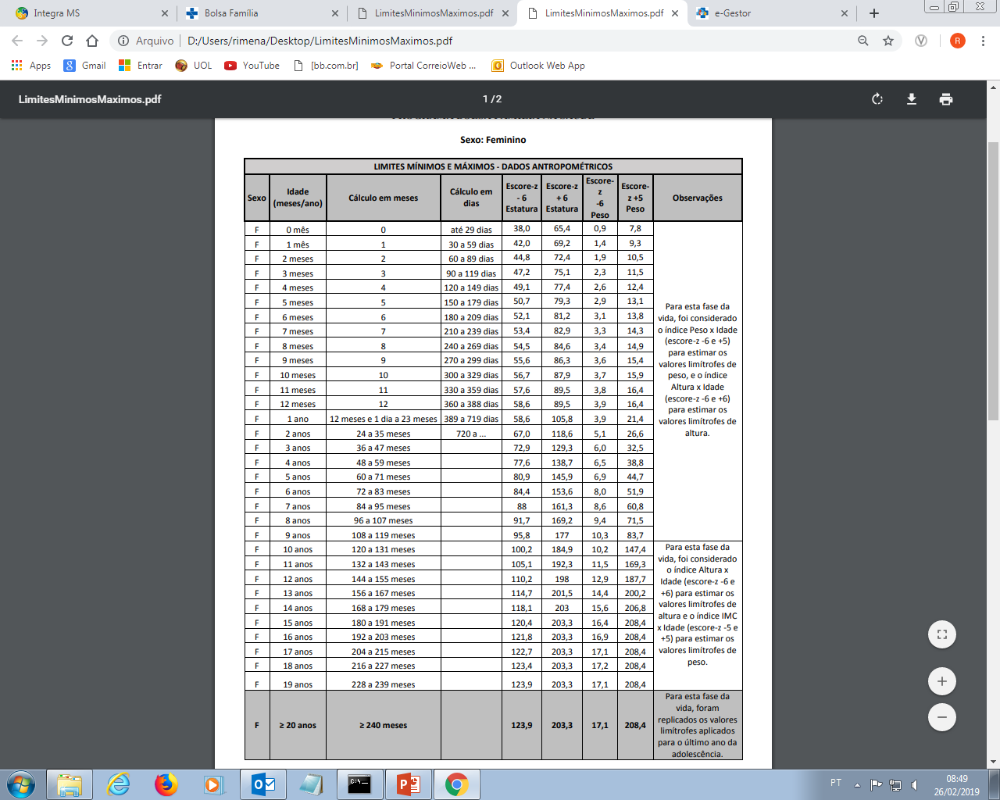 Integra MS
Bolsa Família
LimitesMinimosMaximos.pdf
LimitesMinimosMaximos.pdf
e-Gestor
Arquivo D:/Users/rimena/Desktop/LimitesMinimosMaximos.pdf
R
Apps Gmail Entrar UOL YouTube [bb.com.br] Portal CorreioWeb ... Outlook Web App
LimitesMinimosMaximos.pdf
1 / 2
Sexo: Feminino
LIMITES MÍNIMOS E MÁXIMOS - DADOS ANTROPOMÉTRICOS
Sexo Idade (meses/ano) Cálculo em meses Cálculo em dias Escore-z - 6 Estatura Escore-z + 6 Estatura Escore-z -6 Peso Escore-z +5 Peso Observações
F 0 mês 0 até 29 dias 38,0 65,4 0,9 7,8
F 1 mês 1 30 a 59 dias 42,0 69,2 1,4 9,3
F 2 meses 2 60 a 89 dias 44,8 72,4 1,9 10,5
F 3 meses 3 90 a 119 dias 47,2 75,1 2,3 11,5
F 4 meses 4 120 a 149 dias 49,1 77,4 2,6 12,4
F 5 meses 5 150 a 179 dias 50,7 79,3 2,9 13,1
F 6 meses 6 180 a 209 dias 52,1 81,2 3,1 13,8
F 7 meses 7 210 a 239 dias 53,4 82,9 3,3 14,3
F 8 meses 8 240 a 269 dias 54,5 84,6 3,4 14,9
F 9 meses 9 270 a 299 dias 55,6 86,3 3,6 15,4
F 10 meses 10 300 a 329 dias 56,7 87,9 3,7 15,9
F 11 meses 11 330 a 359 dias 57,6 89,5 3,8 16,4
F 12 meses 12 360 a 388 dias 58,6 89,5 3,9 16,4
F 1 ano 12 meses e 1 dia a 23 meses 389 a 719 dias 58,6 105,8 3,9 21,4
F 2 anos 24 a 35 meses 720 a ... 67,0 118,6 5,1 26,6
F 3 anos 36 a 47 meses 72,9 129,3 6,0 32,5
F 4 anos 48 a 59 meses 77,6 138,7 6,5 38,8
F 5 anos 60 a 71 meses 80,9 145,9 6,9 44,7
F 6 anos 72 a 83 meses 84,4 153,6 8,0 51,9
F 7 anos 84 a 95 meses 88 161,3 8,6 60,8
F 8 anos 96 a 107 meses 91,7 169,2 9,4 71,5
F 9 anos 108 a 119 meses 95,8 177 10,3 83,7
Para esta fase da
vida, foi considerado
o índice Peso x Idade
(escore-z -6 e +5)
para estimar os
valores limítrofes de
peso, e o índice
Altura x Idade
(escore-z -6 e +6)
para estimar os
valores limítrofes de
altura.
F 10 anos 120 a 131 meses 100,2 184,9 10,2 147,4
F 11 anos 132 a 143 meses 105,1 192,3 11,5 169,3
F 12 anos 144 a 155 meses 110,2 198 12,9 187,7
F 13 anos 156 a 167 meses 114,7 201,5 14,4 200,2
F 14 anos 168 a 179 meses 118,1 203 15,6 206,8
F 15 anos 180 a 191 meses 120,4 203,3 16,4 208,4
F 16 anos 192 a 203 meses 121,8 203,3 16,9 208,4
F 17 anos 204 a 215 meses 122,7 203,3 17,1 208,4
F 18 anos 216 a 227 meses 123,4 203,3 17,2 208,4
F 19 anos 228 a 239 meses 123,9 203,3 17,1 208,4
Para esta fase da
vida, foi considerado
o índice Altura x
Idade (escore-z -6 e
+6) para estimar os
valores limítrofes de
altura e o índice IMC
x Idade (escore-z -5 e
+5) para estimar os
valores limítrofes de
peso.
F ≥ 20 anos ≥ 240 meses 123,9 203,3 17,1 208,4
Para esta fase da
vida, foram
replicados os valores
limítrofes aplicados
para o último ano da
adolescência.
PT
08:49
26/02/2019